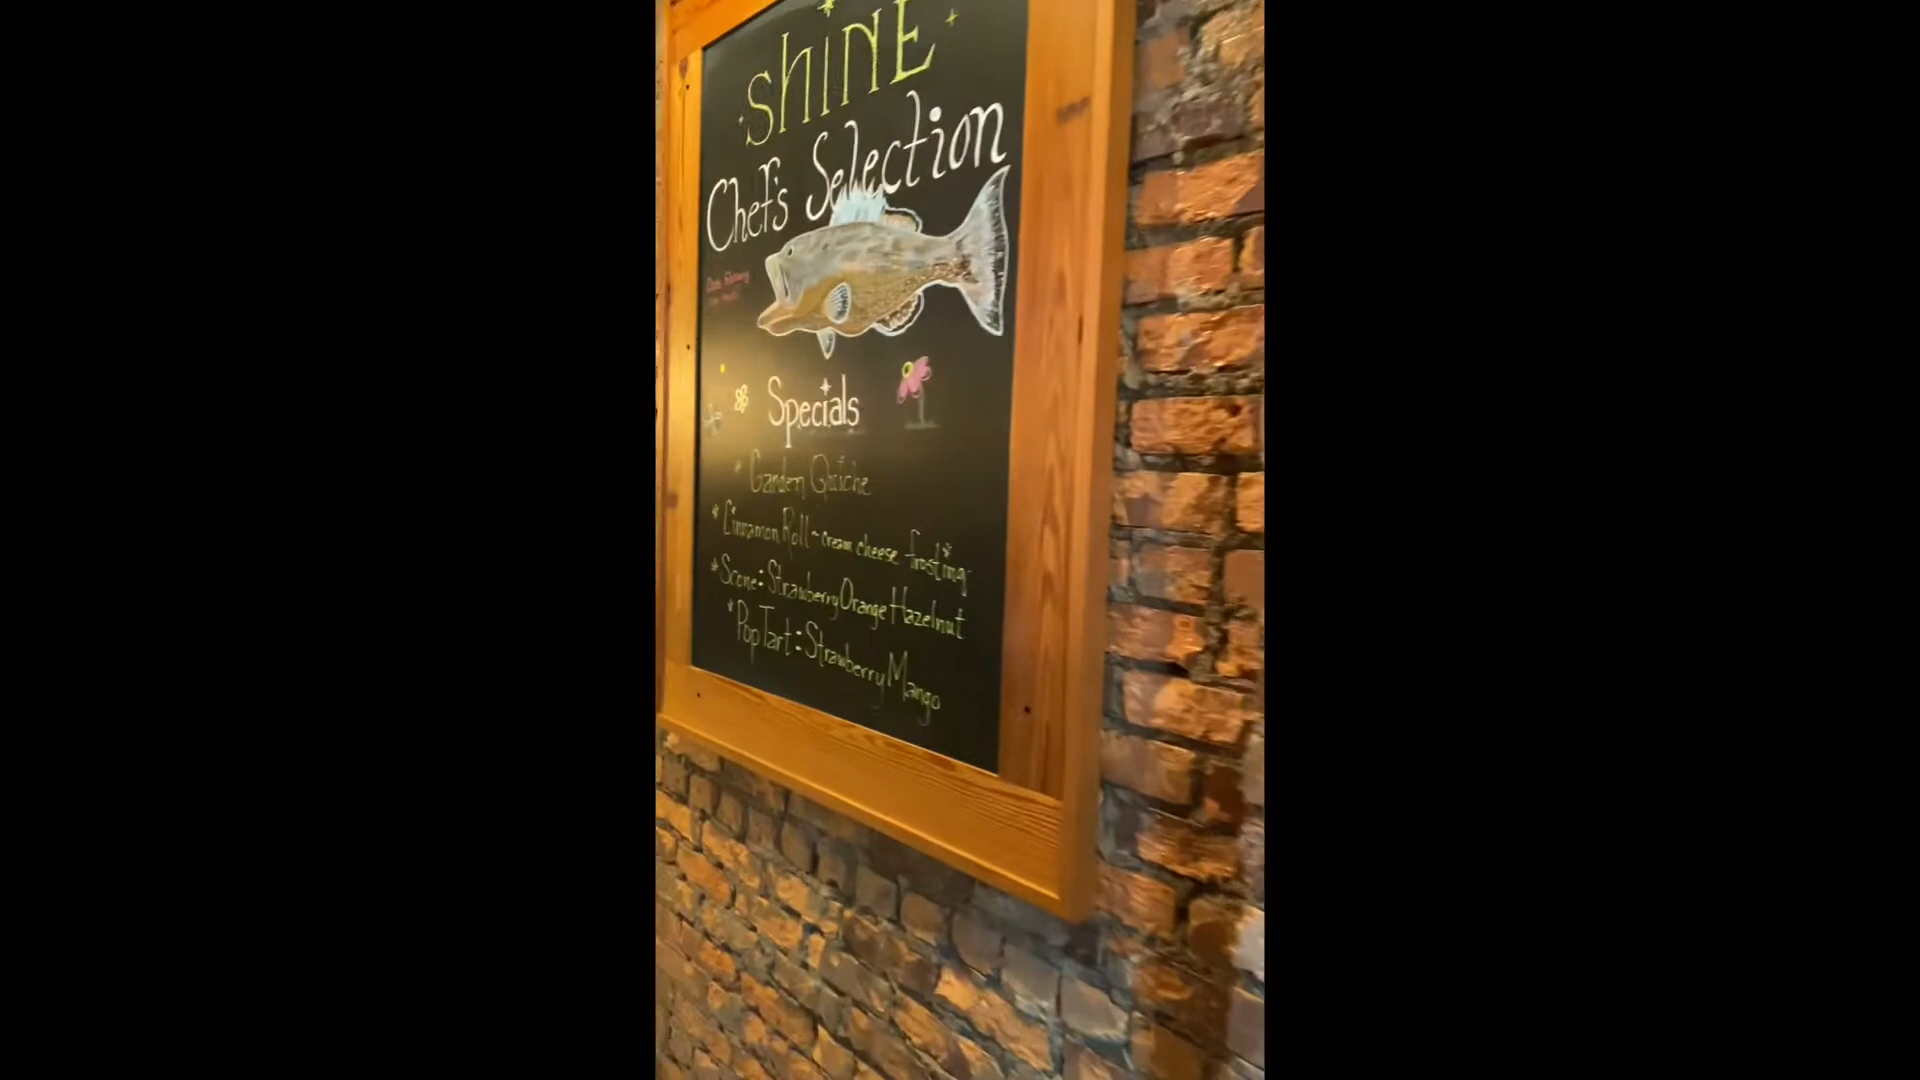 shiNE
Chef's Selection
Specials
* Garden Quiche
* Cinnamon Roll ~ cream cheese frosting
* Scone: Strawberry Orange Hazelnut
* Pop Tart: Strawberry Mango